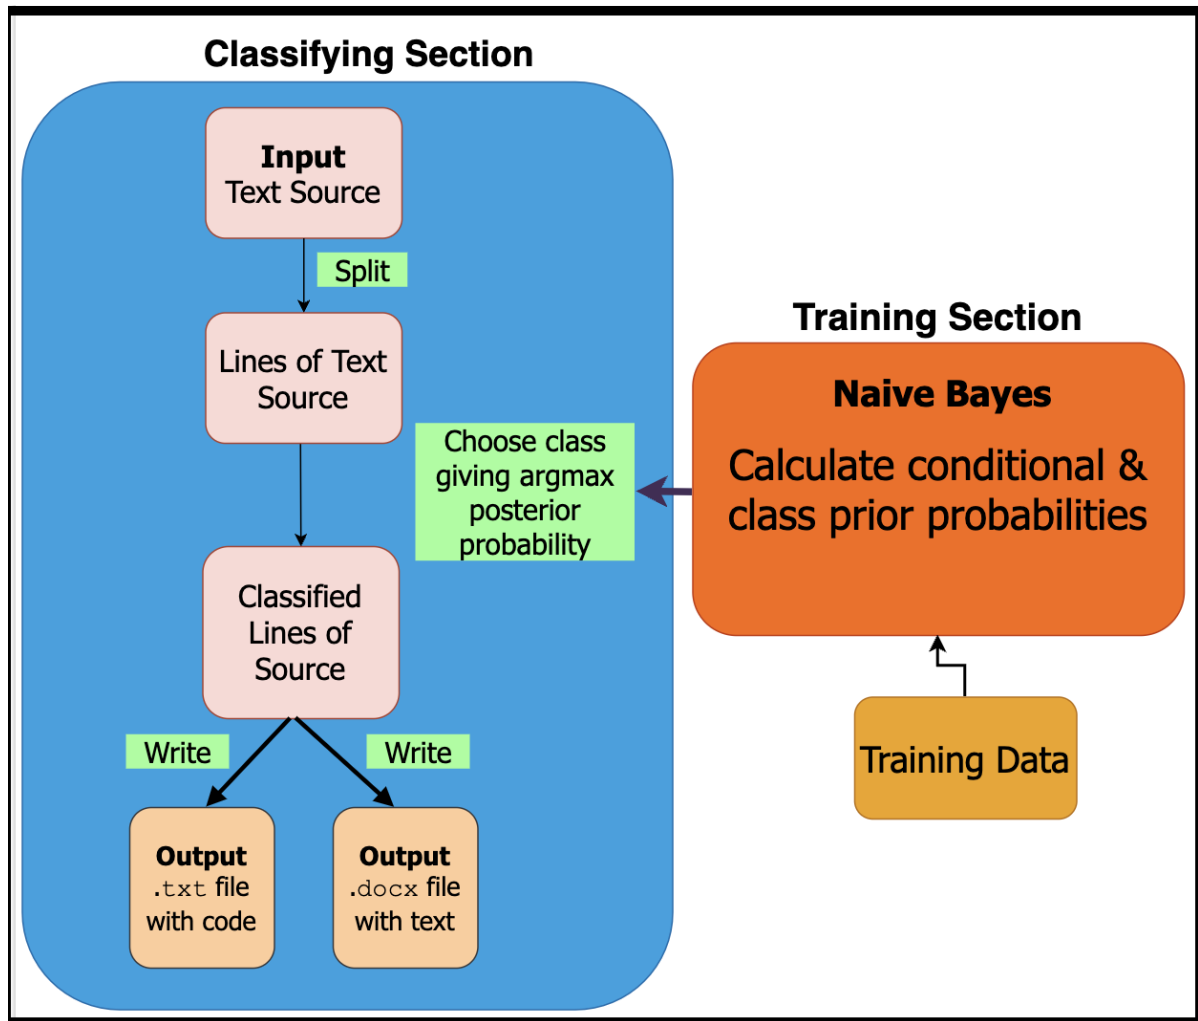 Classifying Section
Input
Text Source
Split
Lines of Text
Source
Choose class
giving argmax
posterior
probability
Classified
Lines of
Source
Write
Write
Output
.txt file
with code
Output
.docx file
with text
Training Section
Naive Bayes
Calculate conditional &
class prior probabilities
Training Data